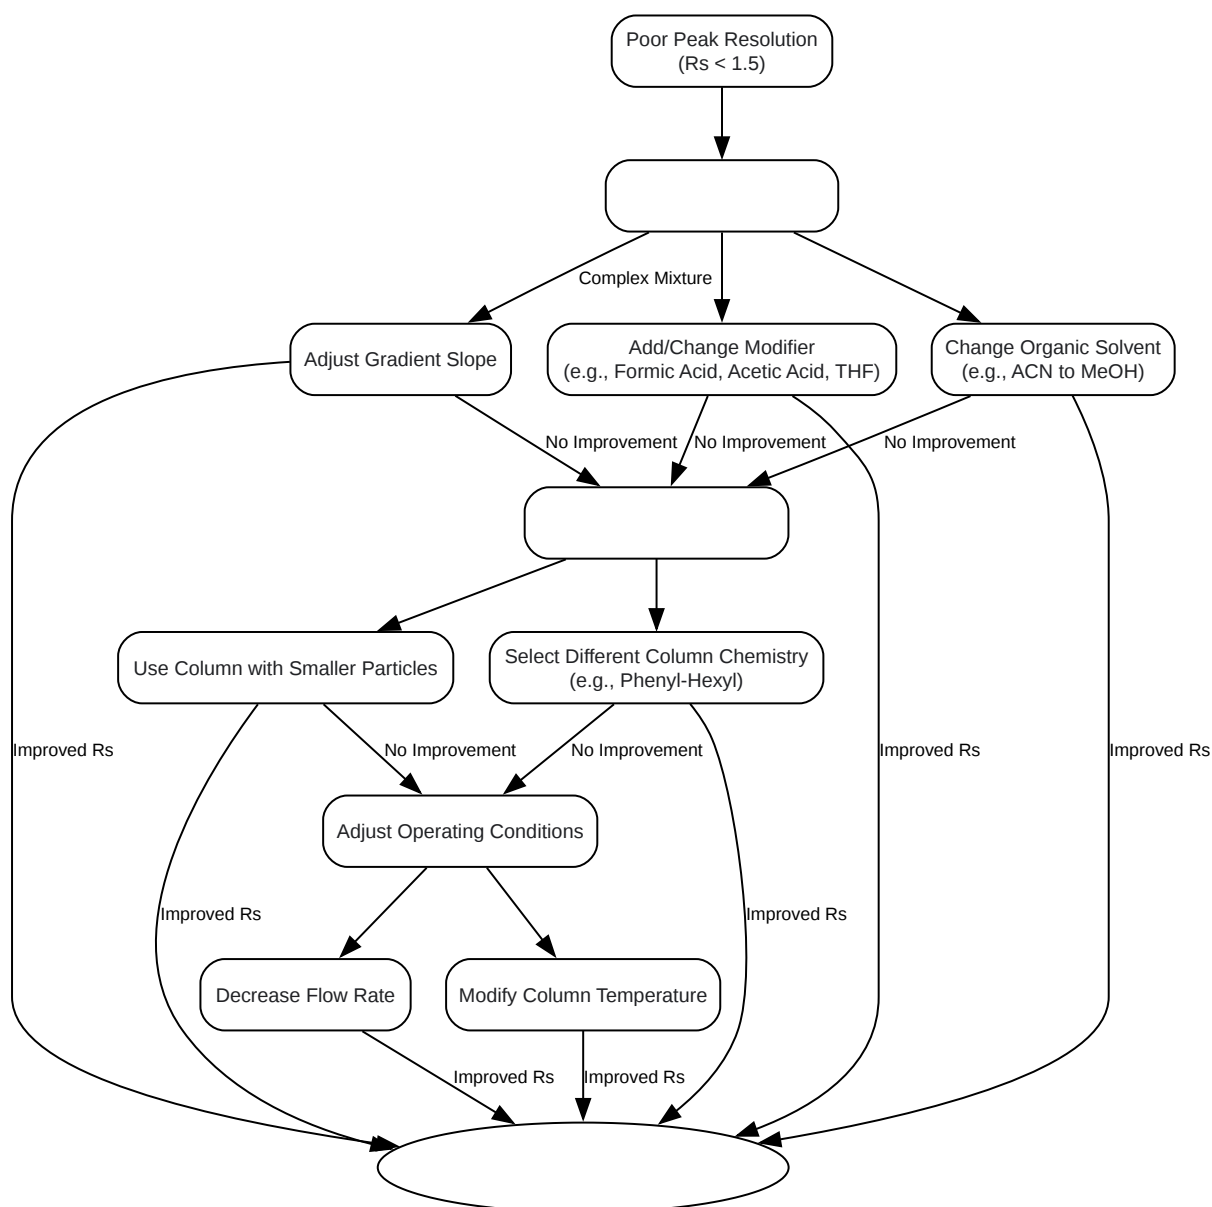 Poor Peak Resolution
(Rs < 1.5)
Complex Mixture
Adjust Gradient Slope
Add/Change Modifier
(e.g., Formic Acid, Acetic Acid, THF)
Change Organic Solvent
(e.g., ACN to MeOH)
No Improvement
No Improvement
No Improvement
Use Column with Smaller Particles
Select Different Column Chemistry
(e.g., Phenyl-Hexyl)
Improved Rs
No Improvement
No Improvement
Improved Rs
Improved Rs
Adjust Operating Conditions
Improved Rs
Improved Rs
Decrease Flow Rate
Modify Column Temperature
Improved Rs
Improved Rs